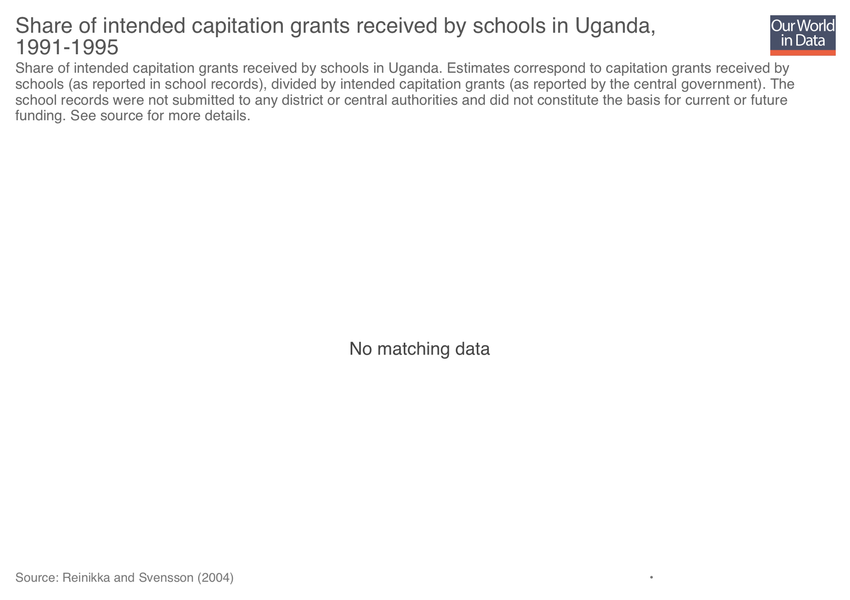 Share of intended capitation grants received by schools in Uganda,
1991-1995
Our World
in Data
Share of intended capitation grants received by schools in Uganda. Estimates correspond to capitation grants received by
schools (as reported in school records), divided by intended capitation grants (as reported by the central government). The
school records were not submitted to any district or central authorities and did not constitute the basis for current or future
funding. See source for more details.
No matching data
Source: Reinikka and Svensson (2004)
•